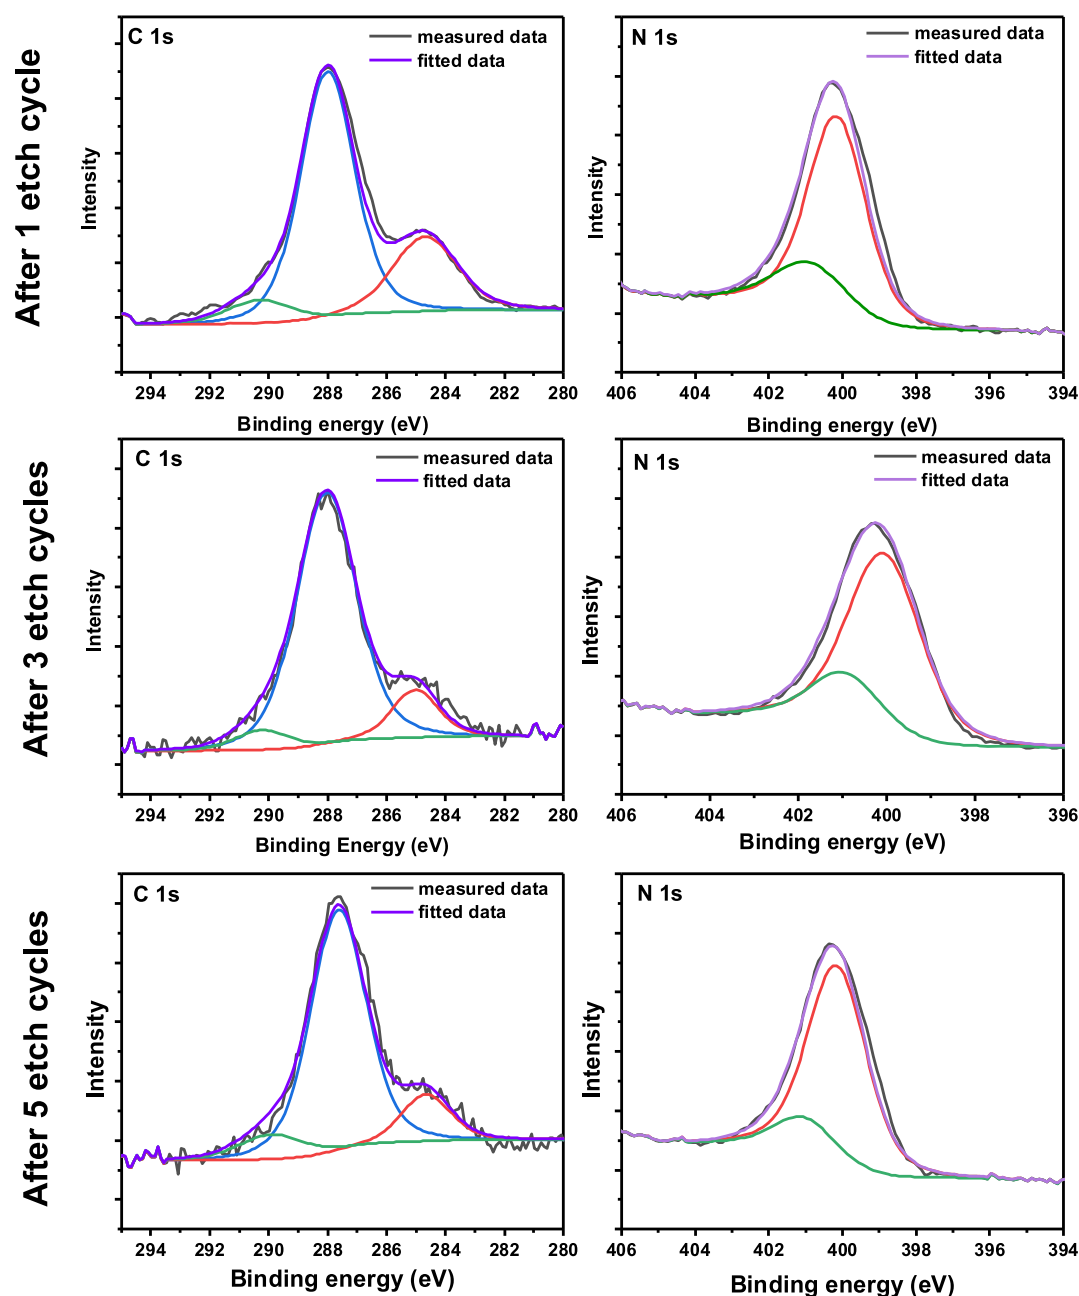 After 1 etch cycle
C 1s
measured data
fitted data
Intensity
294 292 290 288 286 284 282 280
Binding energy (eV)
N 1s
measured data
fitted data
Intensity
406 404 402 400 398 396 394
Binding energy (eV)
After 3 etch cycles
C 1s
measured data
fitted data
Intensity
294 292 290 288 286 284 282 280
Binding Energy (eV)
N 1s
measured data
fitted data
Intensity
406 404 402 400 398 396
Binding energy (eV)
After 5 etch cycles
C 1s
measured data
fitted data
Intensity
294 292 290 288 286 284 282 280
Binding energy (eV)
N 1s
Intensity
406 404 402 400 398 396 394
Binding energy (eV)